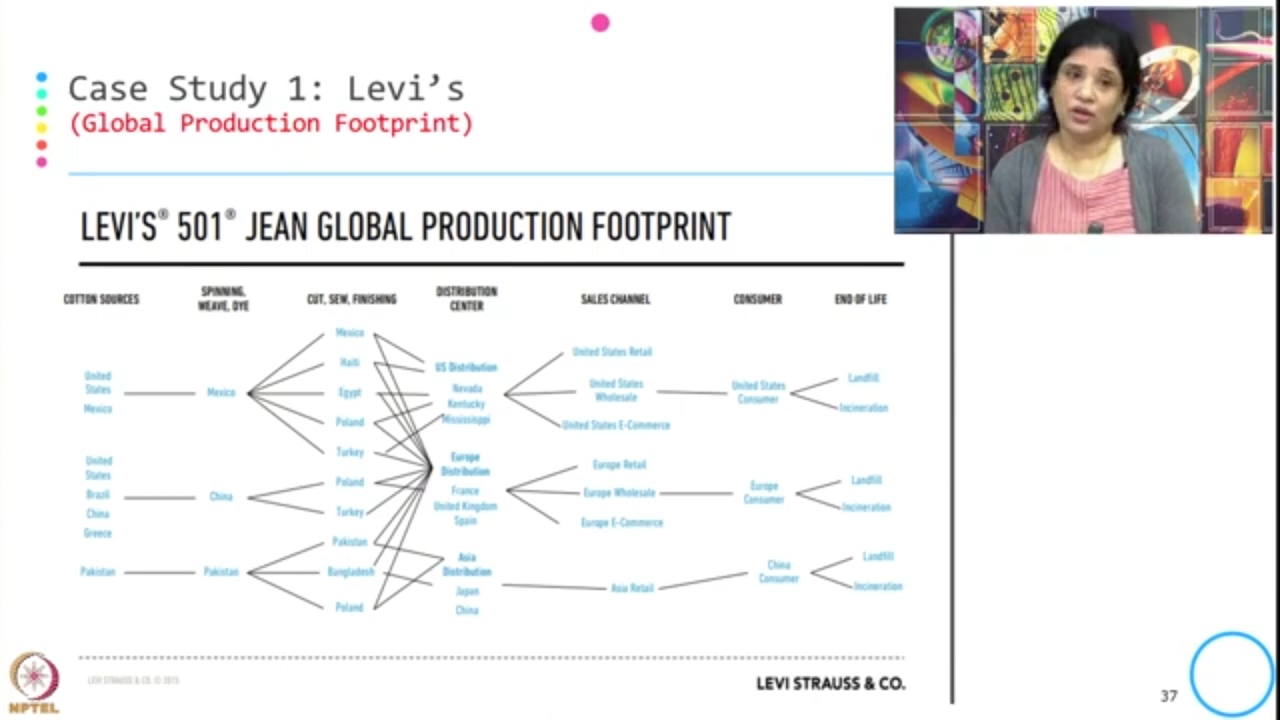 Case Study 1: Levi’s
(Global Production Footprint)
LEVI'S® 501® JEAN GLOBAL PRODUCTION FOOTPRINT
COTTON SOURCES
SPINNING,
WEAVE, DYE
CUT, SEW, FINISHING
DISTRIBUTION
CENTER
SALES CHANNEL
CONSUMER
END OF LIFE
United
States
Mexico
United
States
Brazil
China
Greece
Pakistan
Mexico
China
Pakistan
Mexico
Haiti
Egypt
Poland
Turkey
Poland
Turkey
Pakistan
Bangladesh
Poland
US Distribution
Nevada
Kentucky
Mississippi
Europe
Distribution
France
United Kingdom
Spain
Asia
Distribution
Japan
China
United States Retail
United States
Wholesale
United States E-Commerce
Europe Retail
Europe Wholesale
Europe E-Commerce
Asia Retail
United States
Consumer
Europe
Consumer
China
Consumer
Landfill
Incineration
Landfill
Incineration
Landfill
Incineration
LEVI STRAUSS & CO. © 2015
LEVI STRAUSS & CO.
37
NPTEL